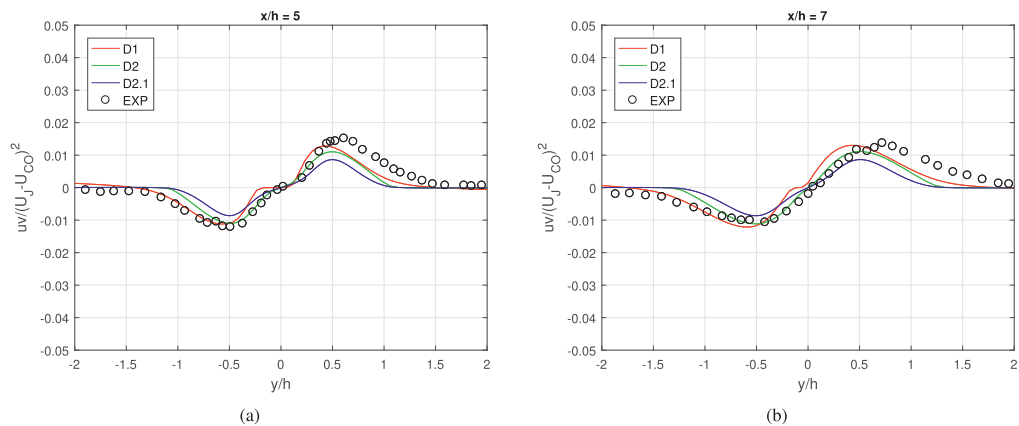 x/h = 5
0.05
0.04
0.03
0.02
0.01
0
-0.01
-0.02
-0.03
-0.04
-0.05
uv/(U_J-U_CO)^2
D1
D2
D2.1
EXP
-2 -1.5 -1 -0.5 0 0.5 1 1.5 2
y/h
(a)
x/h = 7
0.05
0.04
0.03
0.02
0.01
0
-0.01
-0.02
-0.03
-0.04
-0.05
uv/(U_J-U_CO)^2
D1
D2
D2.1
EXP
-2 -1.5 -1 -0.5 0 0.5 1 1.5 2
y/h
(b)